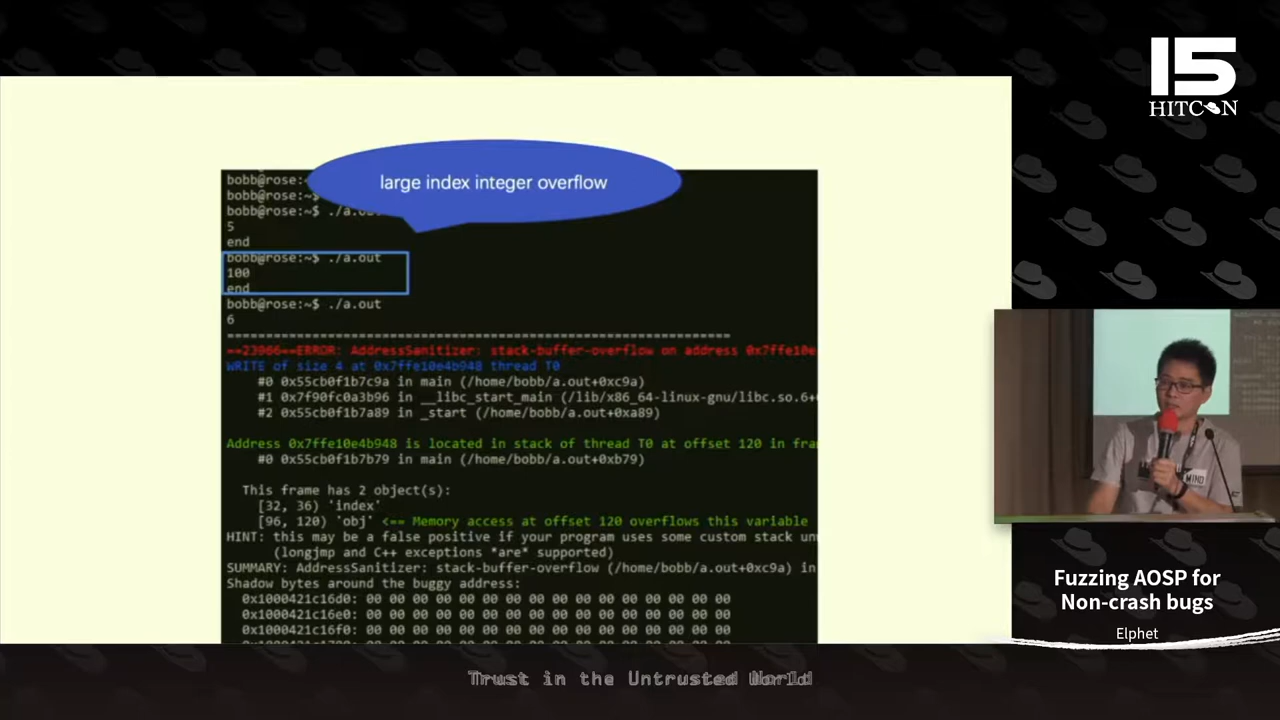 15
HITCON
large index integer overflow
bobb@rose:~
bobb@rose:~$
bobb@rose:~$ ./a.out
5
end
bobb@rose:~$ ./a.out
100
end
bobb@rose:~$ ./a.out
6
=================================================================
==23966==ERROR: AddressSanitizer: stack-buffer-overflow on address 0x7ffe10e
WRITE of size 4 at 0x7ffe10e4b948 thread T0
#0 0x55cb0f1b7c9a in main (/home/bobb/a.out+0xc9a)
#1 0x7f90fc0a3b96 in __libc_start_main (/lib/x86_64-linux-gnu/libc.so.6+
#2 0x55cb0f1b7a89 in _start (/home/bobb/a.out+0xa89)
Address 0x7ffe10e4b948 is located in stack of thread T0 at offset 120 in fra
#0 0x55cb0f1b7b79 in main (/home/bobb/a.out+0xb79)
This frame has 2 object(s):
[32, 36) 'index'
[96, 120) 'obj' <== Memory access at offset 120 overflows this variable
HINT: this may be a false positive if your program uses some custom stack un
(longjmp and C++ exceptions *are* supported)
SUMMARY: AddressSanitizer: stack-buffer-overflow (/home/bobb/a.out+0xc9a) in
Shadow bytes around the buggy address:
0x1000421c16d0: 00 00 00 00 00 00 00 00 00 00 00 00 00 00 00 00
0x1000421c16e0: 00 00 00 00 00 00 00 00 00 00 00 00 00 00 00 00
0x1000421c16f0: 00 00 00 00 00 00 00 00 00 00 00 00 00 00 00 00
Fuzzing AOSP for
Non-crash bugs
Elphet
Trust in the Untrusted World